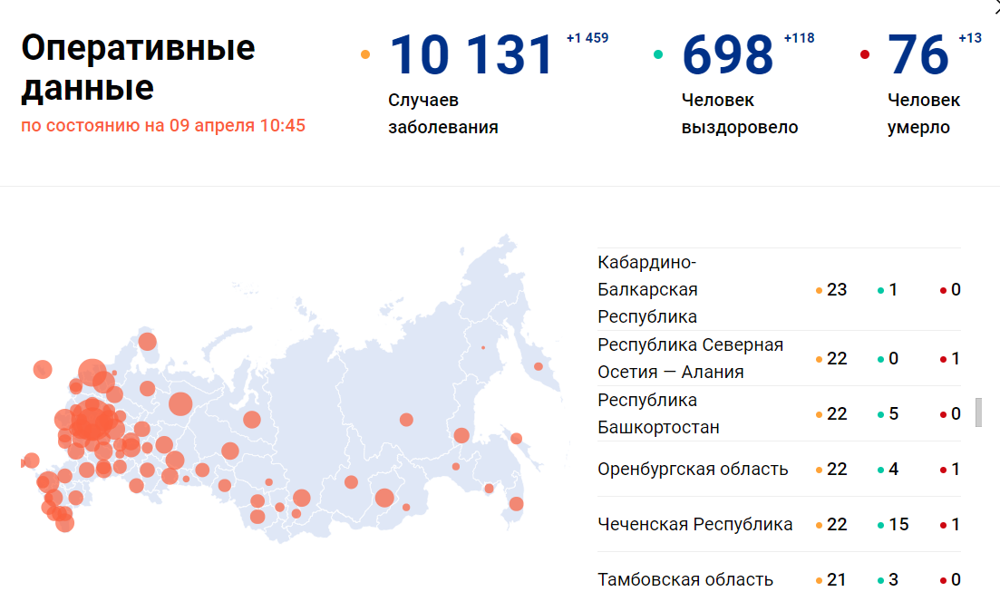 Оперативные
данные
по состоянию на 09 апреля 10:45
10 131 +1 459
Случаев
заболевания
698 +118
Человек
выздоровело
76 +13
Человек
умерло
Кабардино-
Балкарская
Республика
23 1 0
Республика Северная
Осетия — Алания
22 0 1
Республика
Башкортостан
22 5 0
Оренбургская область 22 4 1
Чеченская Республика 22 15 1
Тамбовская область 21 3 0